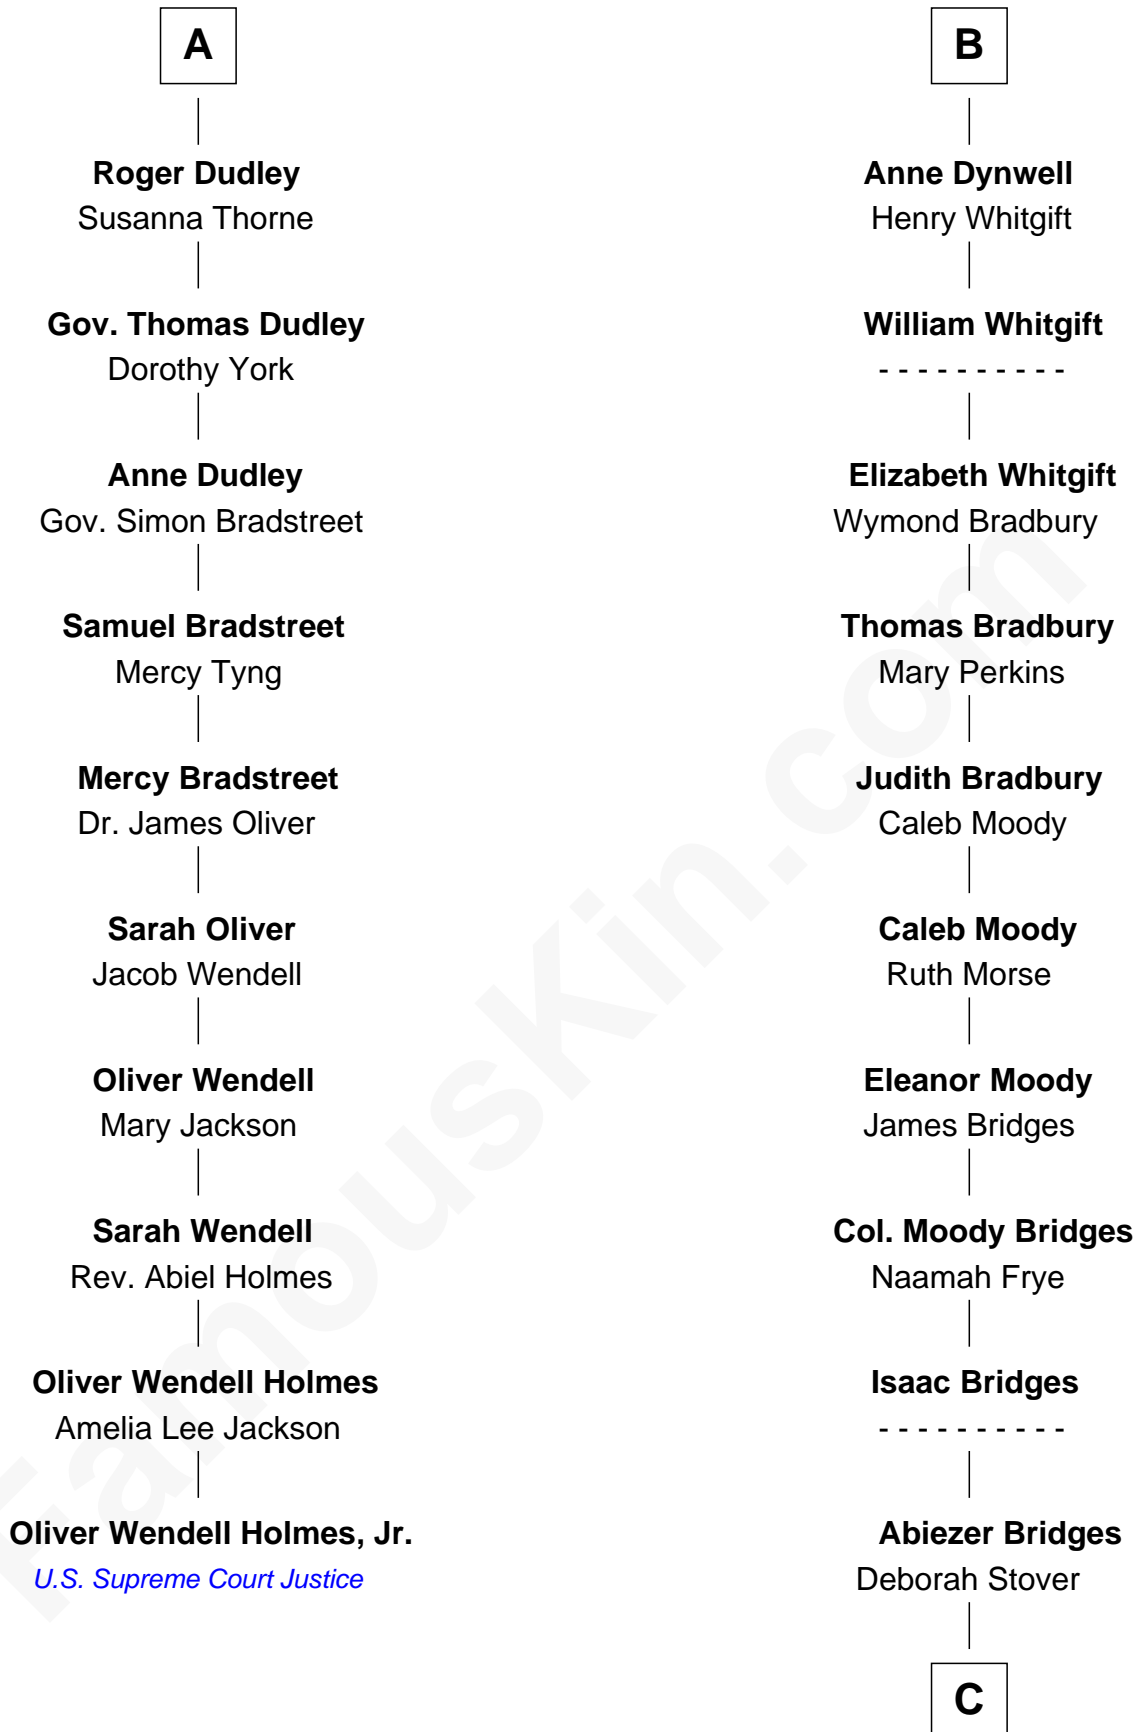 A
Roger Dudley
Susanna Thorne
Gov. Thomas Dudley
Dorothy York
Anne Dudley
Gov. Simon Bradstreet
Samuel Bradstreet
Mercy Tyng
Mercy Bradstreet
Dr. James Oliver
Sarah Oliver
Jacob Wendell
Oliver Wendell
Mary Jackson
Sarah Wendell
Rev. Abiel Holmes
Oliver Wendell Holmes
Amelia Lee Jackson
Oliver Wendell Holmes, Jr.
U.S. Supreme Court Justice
B
Anne Dynwell
Henry Whitgift
William Whitgift
- - - - - - - - - -
Elizabeth Whitgift
Wymond Bradbury
Thomas Bradbury
Mary Perkins
Judith Bradbury
Caleb Moody
Caleb Moody
Ruth Morse
Eleanor Moody
James Bridges
Col. Moody Bridges
Naamah Frye
Isaac Bridges
- - - - - - - - - -
Abiezer Bridges
Deborah Stover
C
FamousKin.com